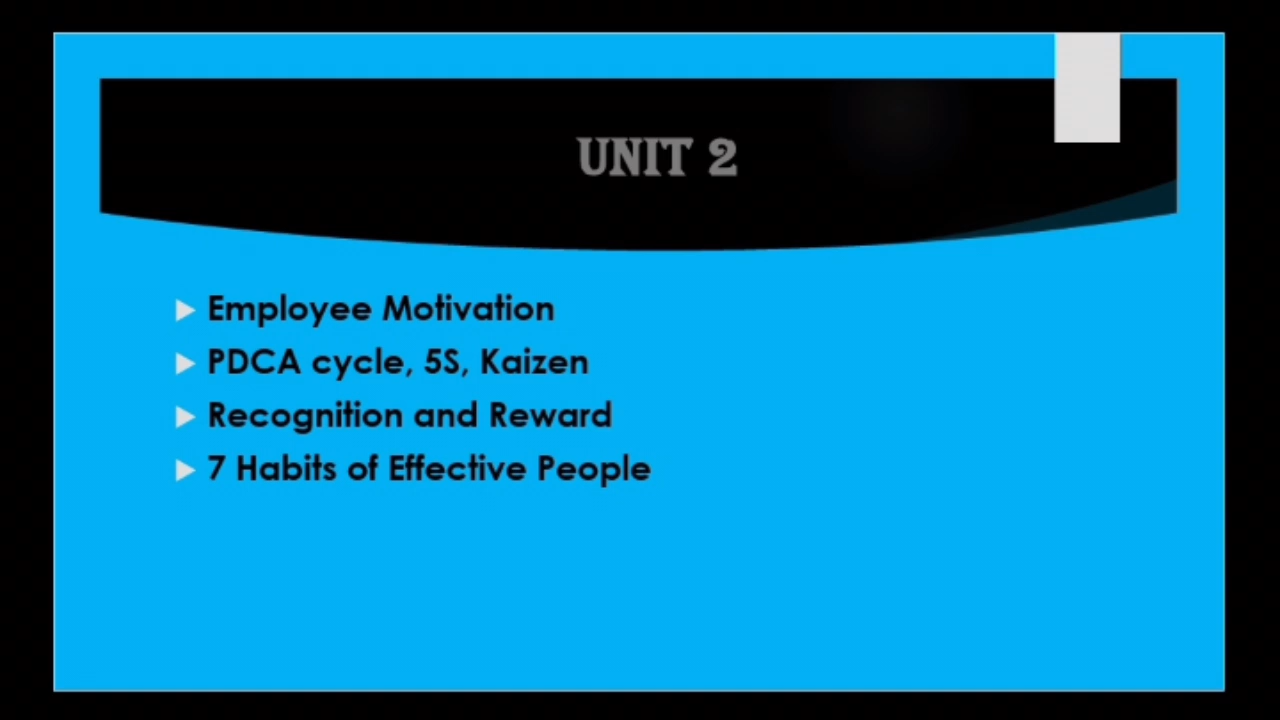 UNIT 2
Employee Motivation
PDCA cycle, 5S, Kaizen
Recognition and Reward
7 Habits of Effective People